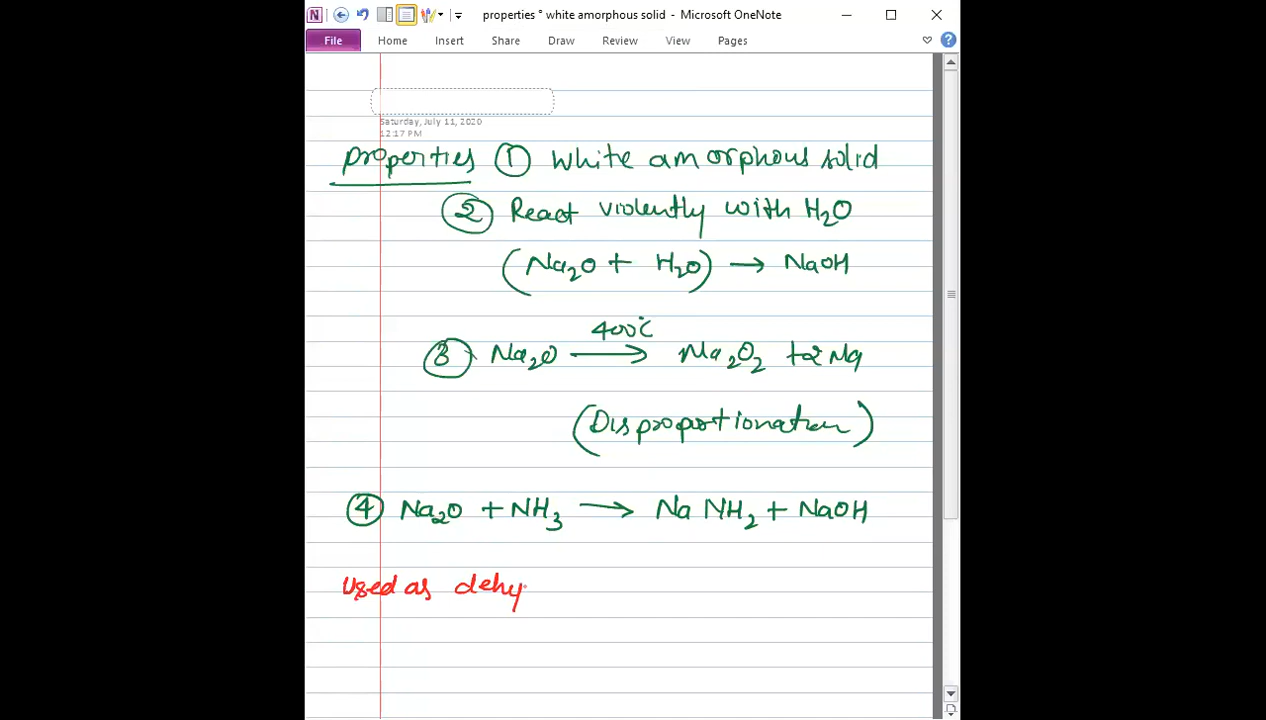 properties ° white amorphous solid - Microsoft OneNote
File Home Insert Share Draw Review View Pages
Saturday, July 11, 2020
12:17 PM
properties ① White amorphous solid
② React violently with H₂O
(Na₂O + H₂O) → NaOH
400°C
③ Na₂O → Na₂O₂ + 2 Na
(Disproportionation)
④ Na₂O + NH₃ → NaNH₂ + NaOH
Used as dehy